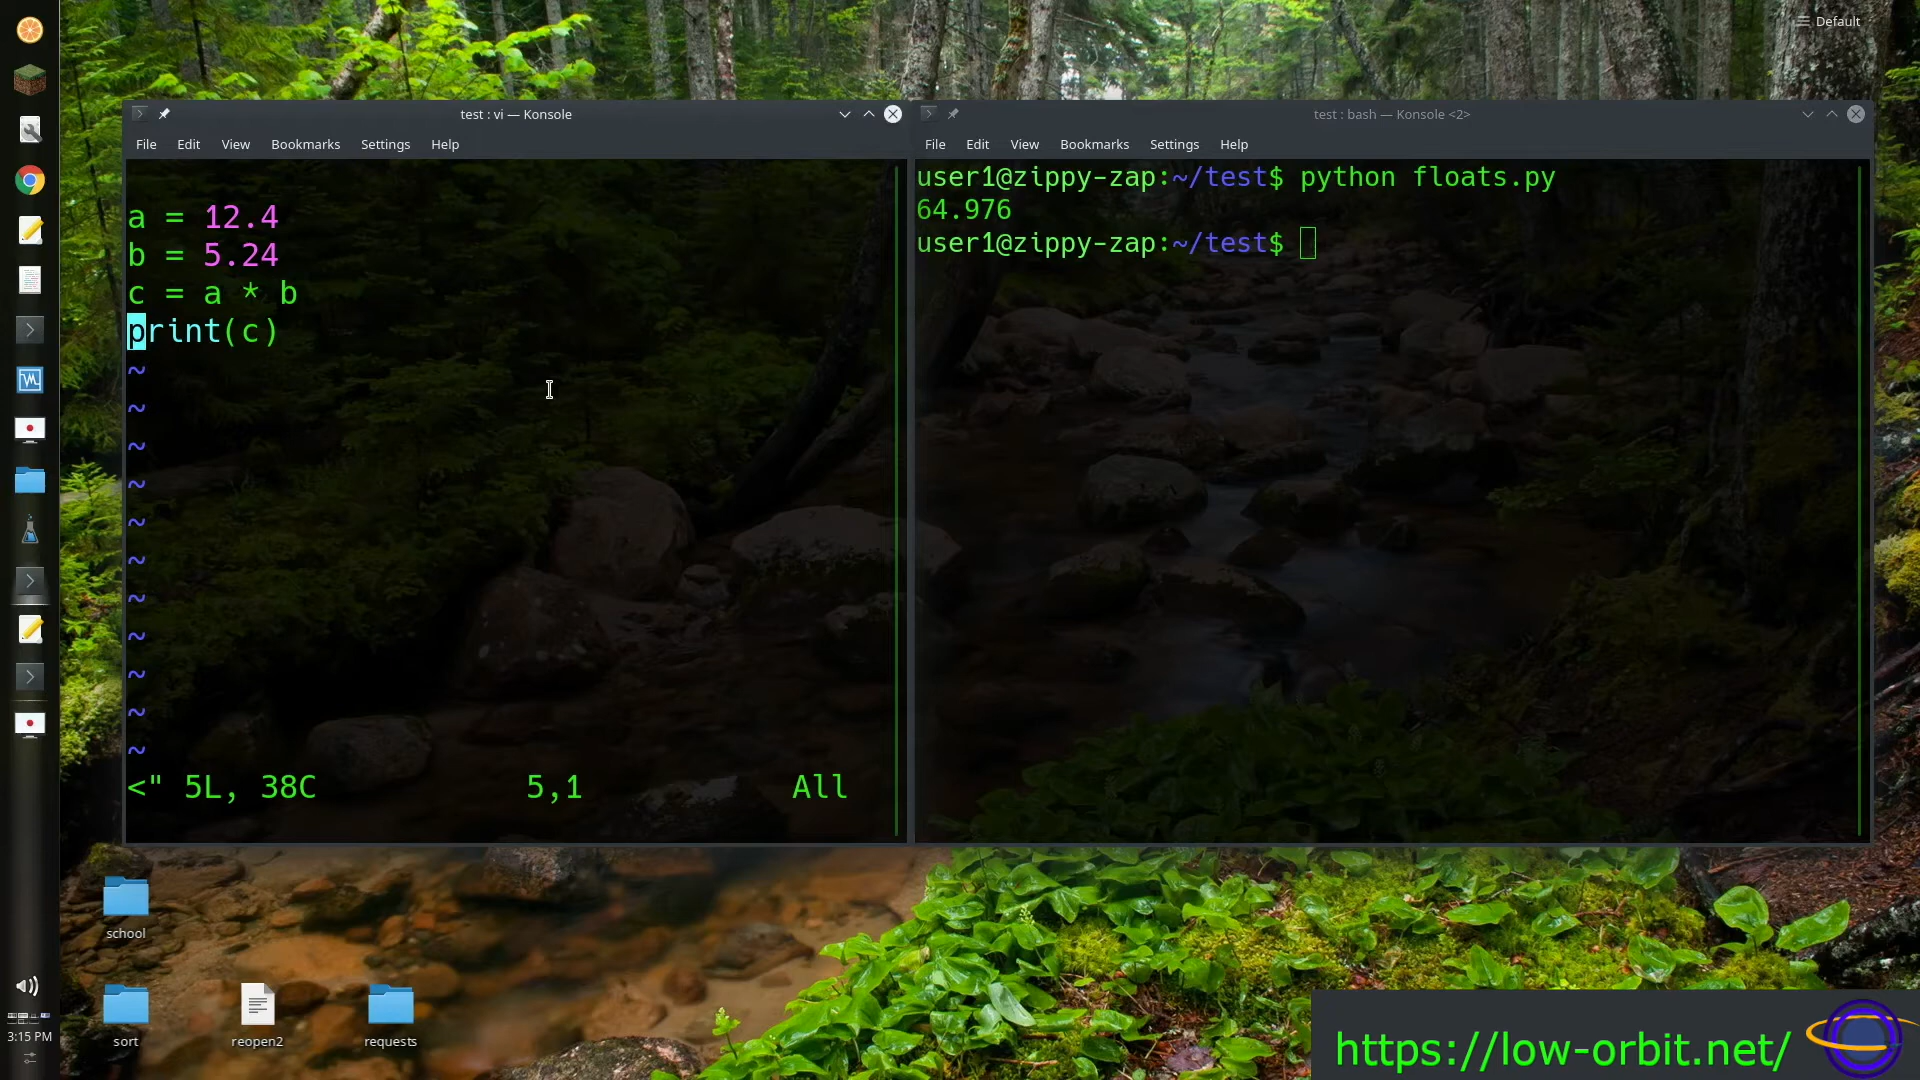 Default
test : vi — Konsole
File Edit View Bookmarks Settings Help
a = 12.4
b = 5.24
c = a * b
print(c)
~
~
~
~
~
~
~
~
~
~
~
<" 5L, 38C 5,1 All
test : bash — Konsole <2>
File Edit View Bookmarks Settings Help
user1@zippy-zap:~/test$ python floats.py
64.976
user1@zippy-zap:~/test$
school
sort
reopen2
requests
3:15 PM
https://low-orbit.net/